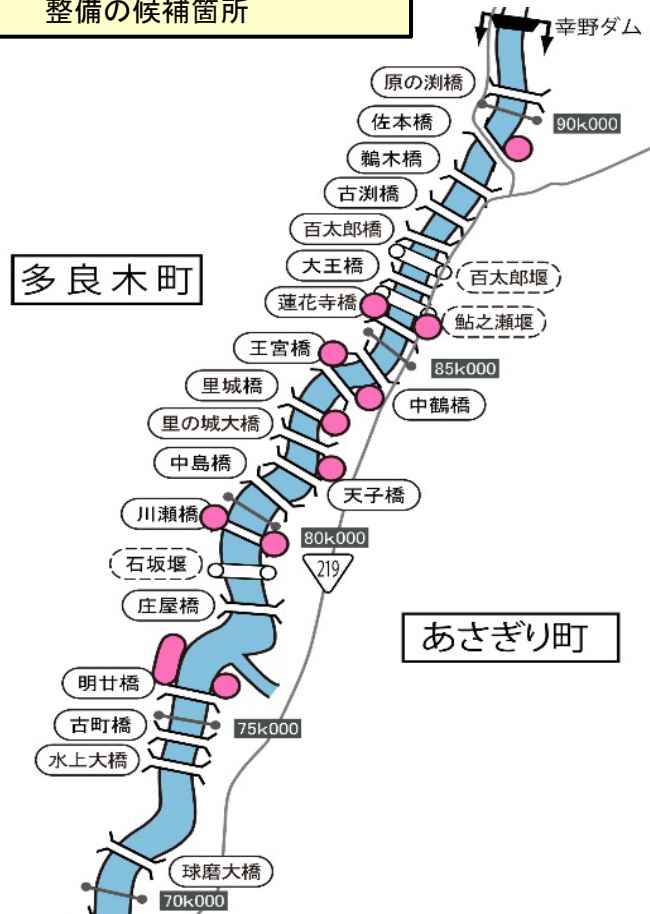 整備の候補箇所
幸野ダム
原の渕橋
90k000
佐本橋
鵜木橋
古渕橋
百太郎橋
大王橋
百太郎堰
多良木町
蓮花寺橋
鮎之瀬堰
王宮橋
85k000
里城橋
中鶴橋
里の城大橋
中島橋
天子橋
川瀬橋
80k000
石坂堰
219
庄屋橋
あさぎり町
明廿橋
古町橋
75k000
水上大橋
球磨大橋
70k000